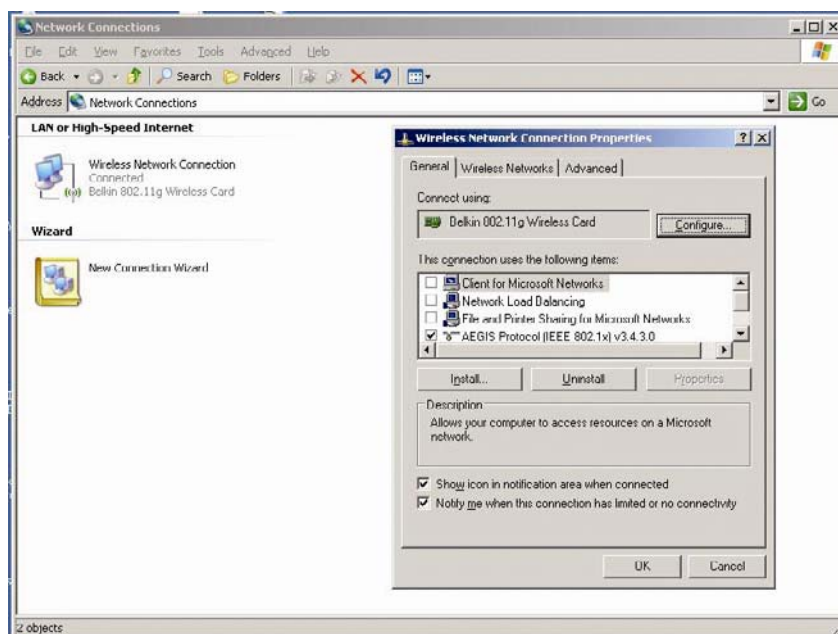 Network Connections
File Edit View Favorites Tools Advanced Help
Back Search Folders
Address Network Connections Go
LAN or High-Speed Internet
Wireless Network Connection
Connected
Belkin 802.11g Wireless Card
Wizard
New Connection Wizard
Wireless Network Connection Properties
General Wireless Networks Advanced
Connect using:
Belkin 802.11g Wireless Card Configure...
This connection uses the following items:
Client for Microsoft Networks
Network Load Balancing
File and Printer Sharing for Microsoft Networks
AEGIS Protocol (IEEE 802.1x) v3.4.3.0
Install... Uninstall Properties
Description
Allows your computer to access resources on a Microsoft
network.
Show icon in notification area when connected
Notify me when this connection has limited or no connectivity
OK Cancel
2 objects